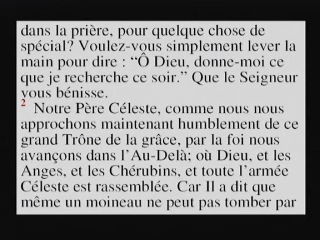 dans la prière, pour quelque chose de
spécial? Voulez-vous simplement lever la
main pour dire : “Ô Dieu, donne-moi ce
que je recherche ce soir.” Que le Seigneur
vous bénisse.
2 Notre Père Céleste, comme nous nous
approchons maintenant humblement de ce
grand Trône de la grâce, par la foi nous
avançons dans l’Au-Delà; où Dieu, et les
Anges, et les Chérubins, et toute l’armée
Céleste est rassemblée. Car Il a dit que
même un moineau ne peut pas tomber par